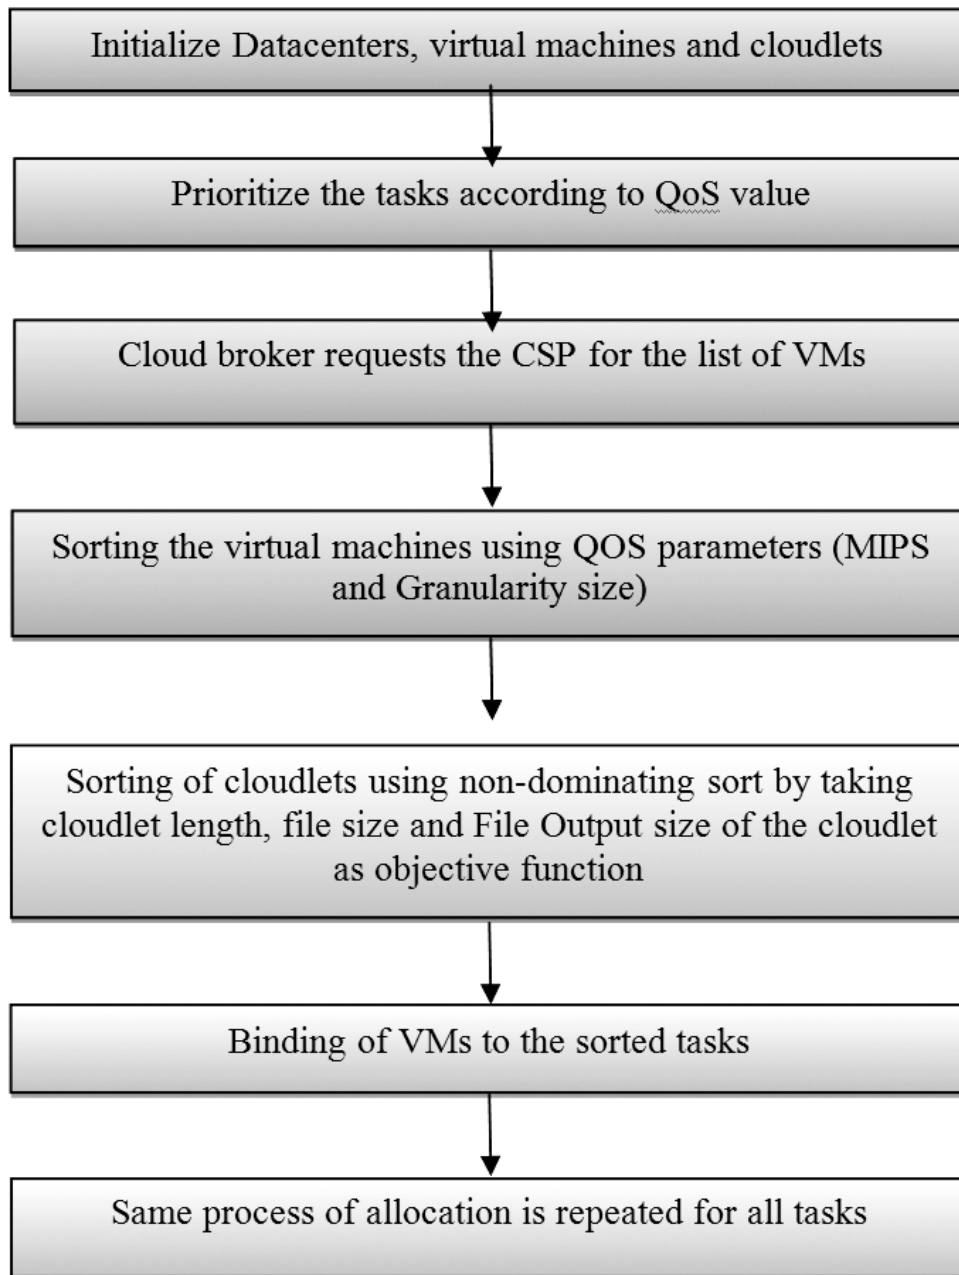 Initialize Datacenters, virtual machines and cloudlets
Prioritize the tasks according to QoS value
Cloud broker requests the CSP for the list of VMs
Sorting the virtual machines using QOS parameters (MIPS
and Granularity size)
Sorting of cloudlets using non-dominating sort by taking
cloudlet length, file size and File Output size of the cloudlet
as objective function
Binding of VMs to the sorted tasks
Same process of allocation is repeated for all tasks